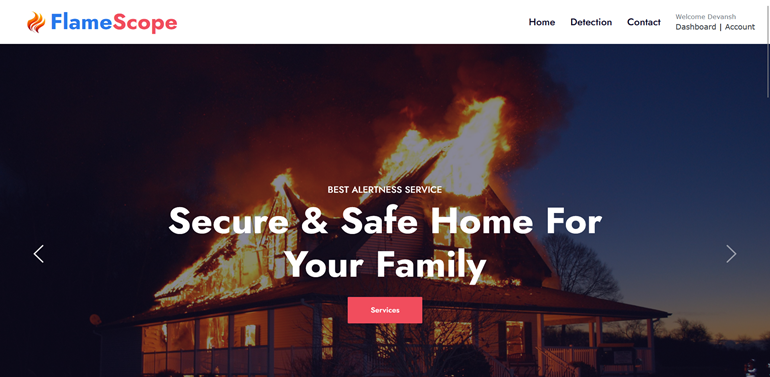 FlameScope
Home Detection Contact
Welcome Devansh
Dashboard | Account
BEST ALERTNESS SERVICE
Secure & Safe Home For
Your Family
Services